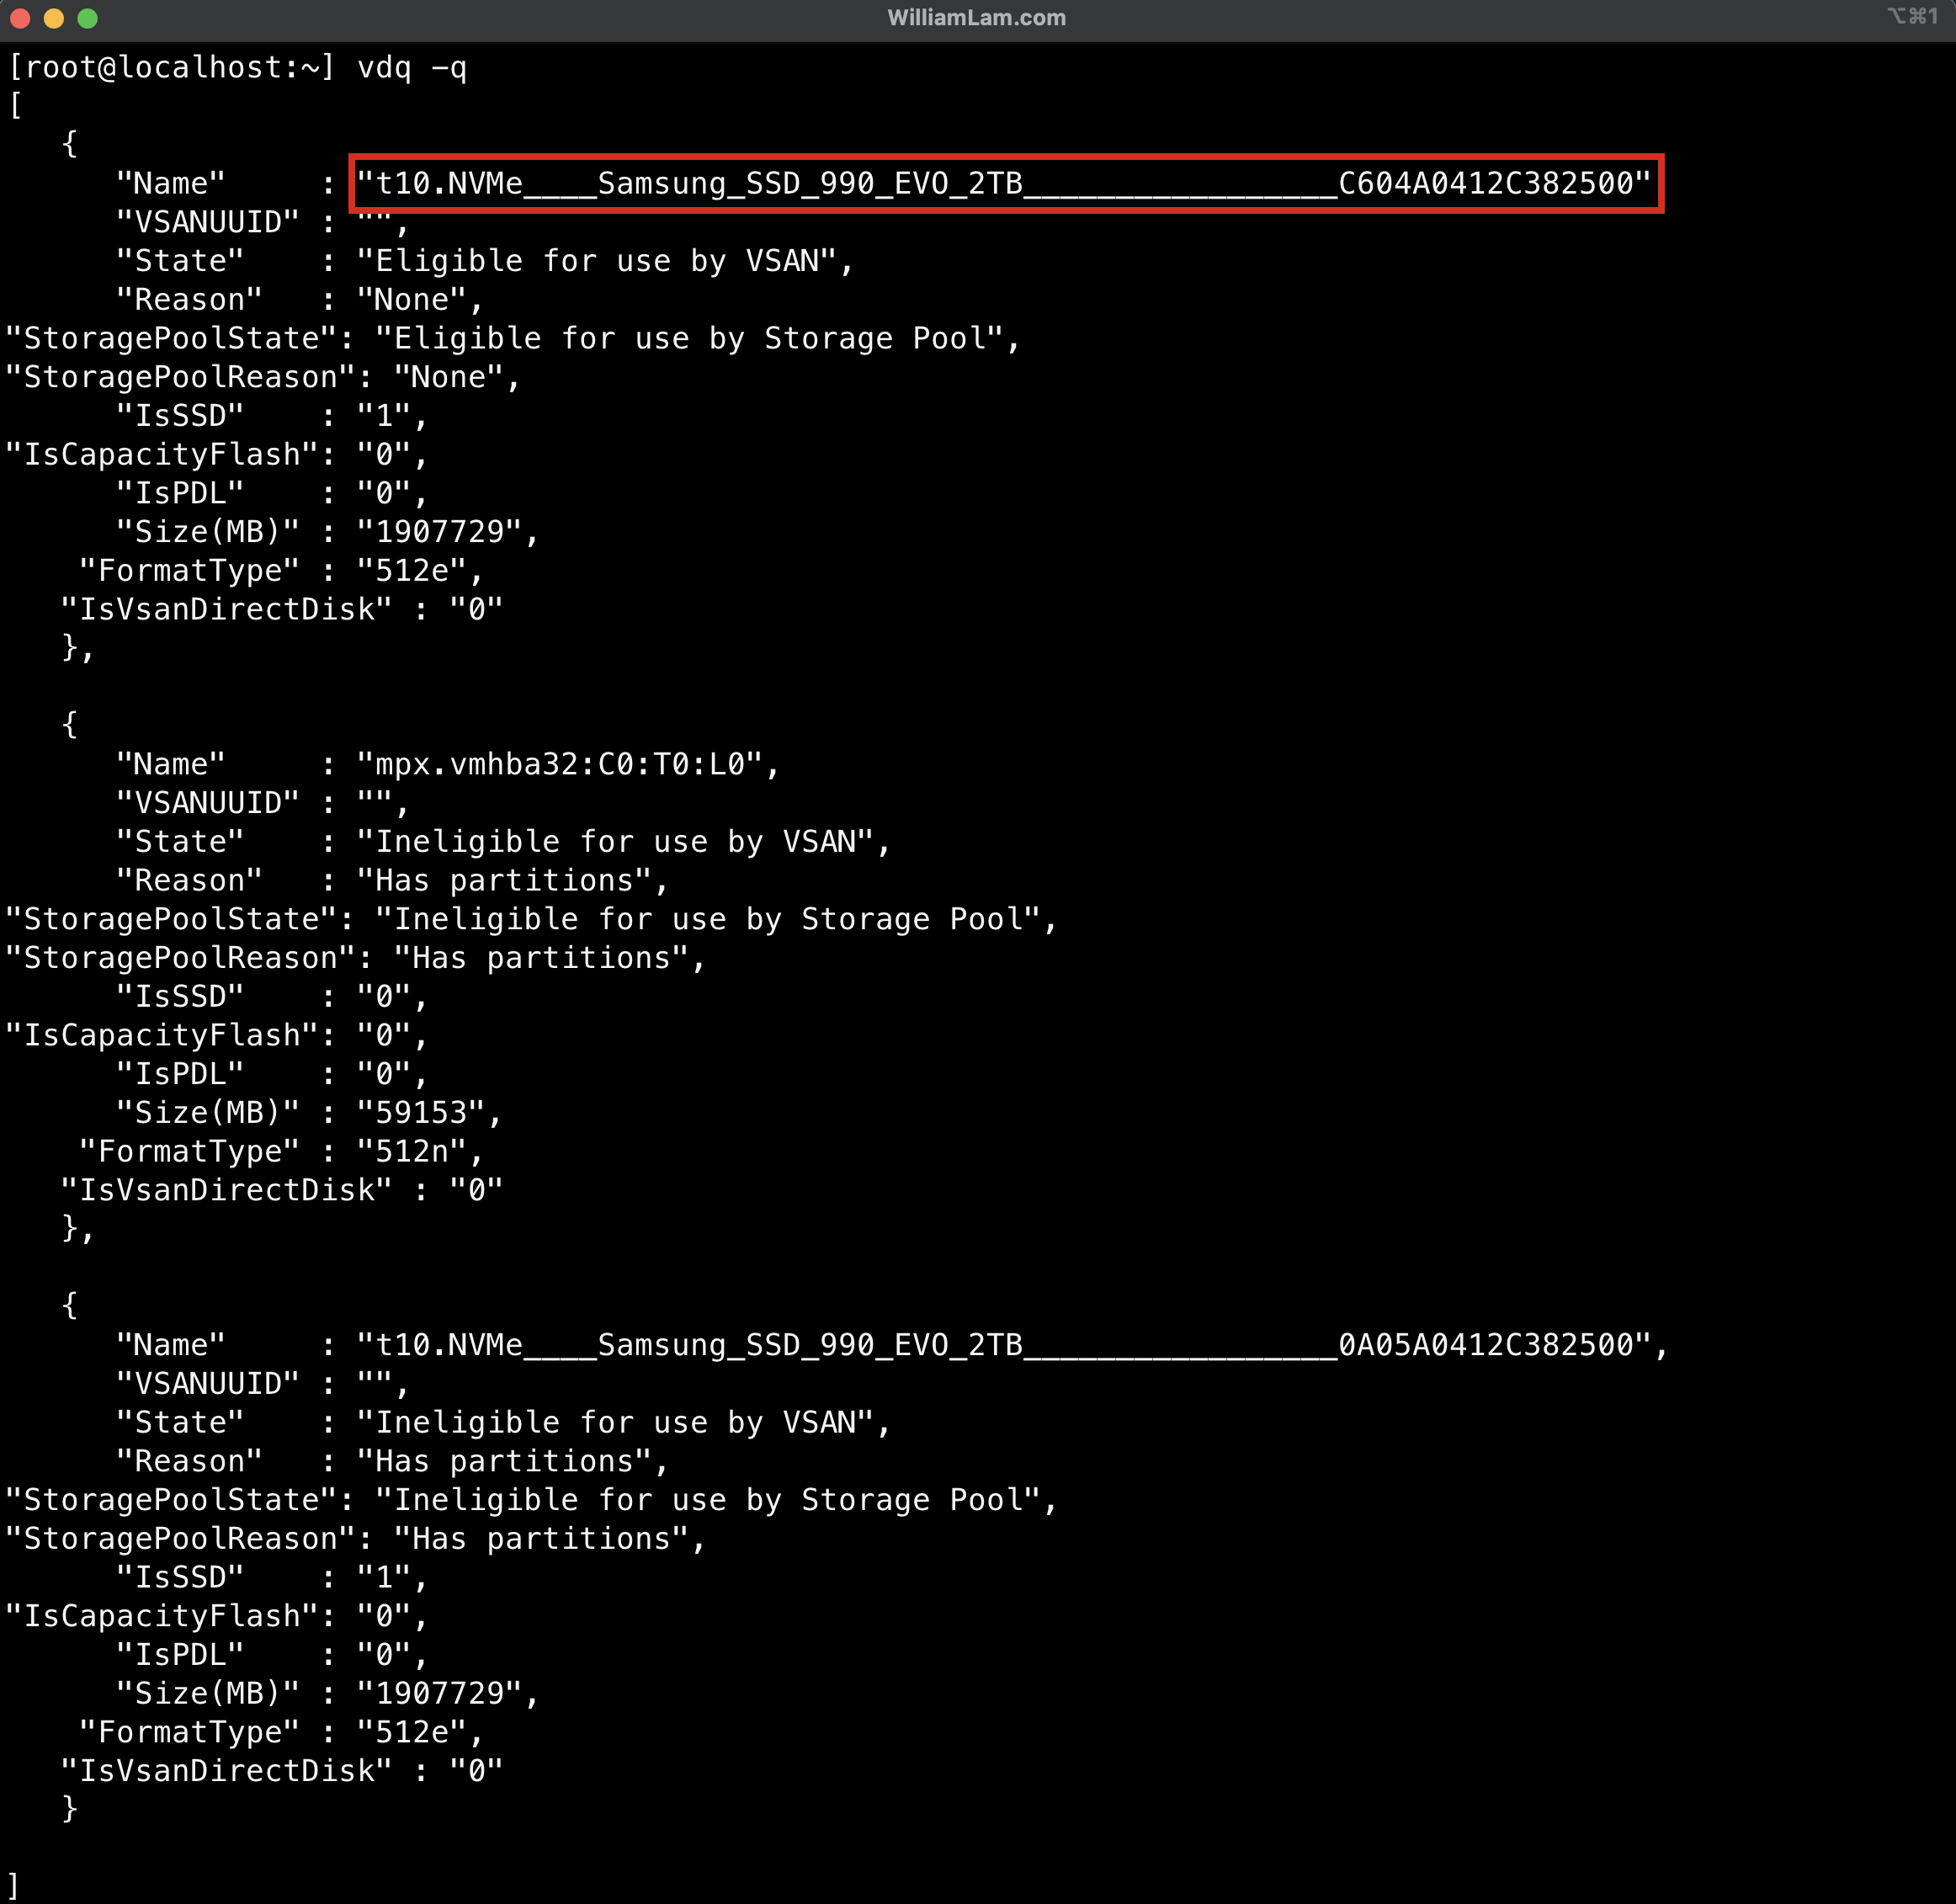 WilliamLam.com
⌥⌘1
[root@localhost:~] vdq -q
[
   {
      "Name"     : "t10.NVMe____Samsung_SSD_990_EVO_2TB_________________C604A0412C382500"
      "VSANUUID" : "",
      "State"    : "Eligible for use by VSAN",
      "Reason"   : "None",
"StoragePoolState": "Eligible for use by Storage Pool",
"StoragePoolReason": "None",
      "IsSSD"    : "1",
"IsCapacityFlash": "0",
      "IsPDL"    : "0",
      "Size(MB)" : "1907729",
    "FormatType" : "512e",
   "IsVsanDirectDisk" : "0"
   },

   {
      "Name"     : "mpx.vmhba32:C0:T0:L0",
      "VSANUUID" : "",
      "State"    : "Ineligible for use by VSAN",
      "Reason"   : "Has partitions",
"StoragePoolState": "Ineligible for use by Storage Pool",
"StoragePoolReason": "Has partitions",
      "IsSSD"    : "0",
"IsCapacityFlash": "0",
      "IsPDL"    : "0",
      "Size(MB)" : "59153",
    "FormatType" : "512n",
   "IsVsanDirectDisk" : "0"
   },

   {
      "Name"     : "t10.NVMe____Samsung_SSD_990_EVO_2TB_________________0A05A0412C382500",
      "VSANUUID" : "",
      "State"    : "Ineligible for use by VSAN",
      "Reason"   : "Has partitions",
"StoragePoolState": "Ineligible for use by Storage Pool",
"StoragePoolReason": "Has partitions",
      "IsSSD"    : "1",
"IsCapacityFlash": "0",
      "IsPDL"    : "0",
      "Size(MB)" : "1907729",
    "FormatType" : "512e",
   "IsVsanDirectDisk" : "0"
   }

]